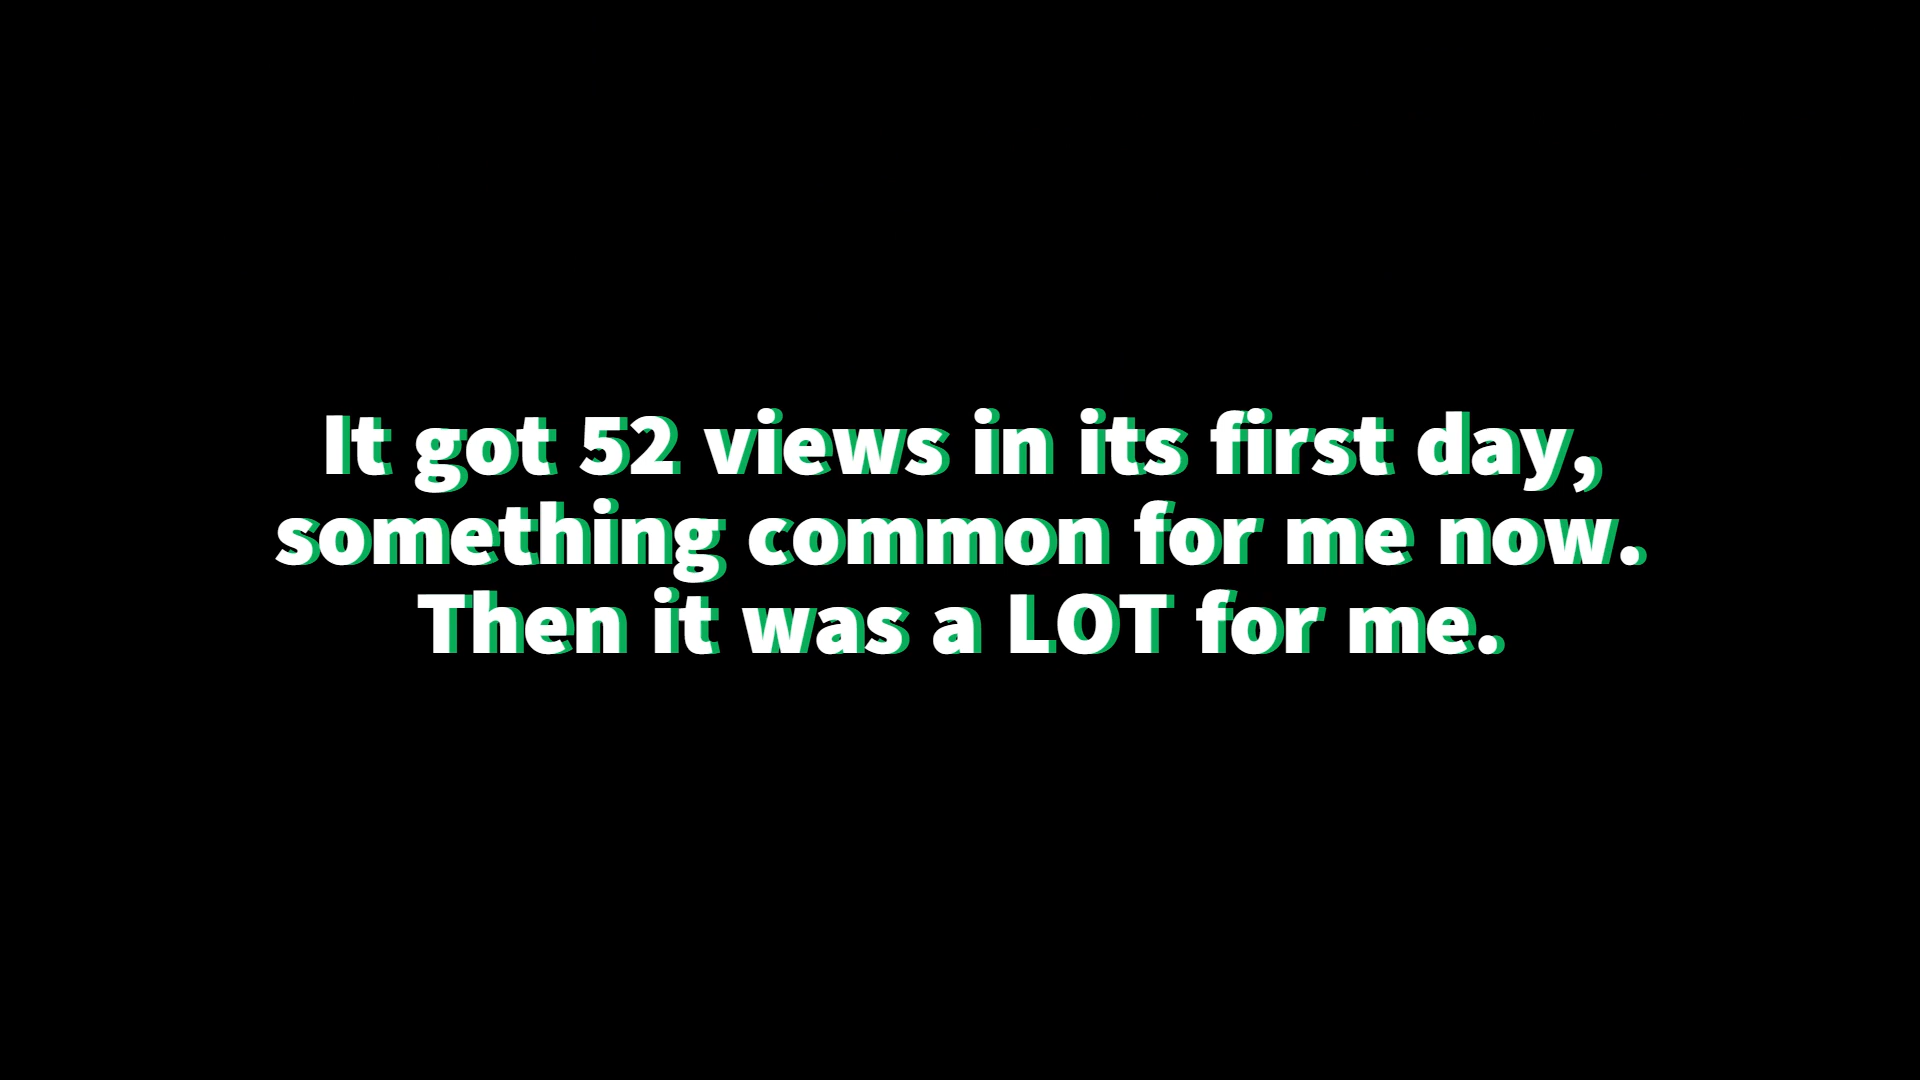 It got 52 views in its first day,
something common for me now.
Then it was a LOT for me.